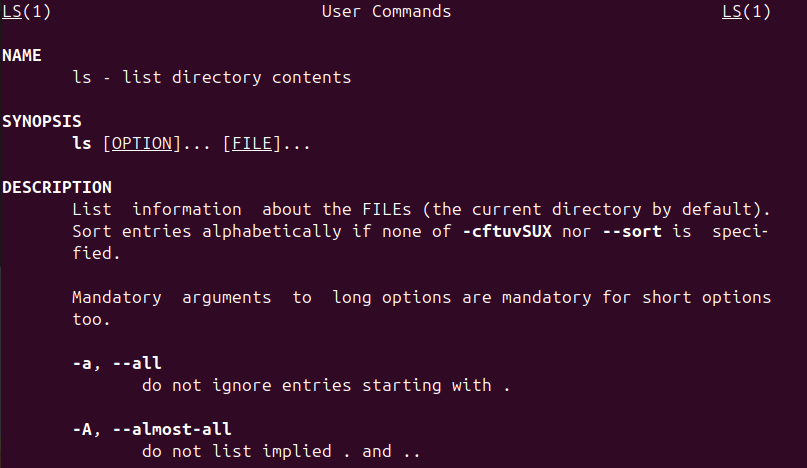 LS(1) User Commands LS(1)
NAME
ls - list directory contents
SYNOPSIS
ls [OPTION]... [FILE]...
DESCRIPTION
List information about the FILEs (the current directory by default).
Sort entries alphabetically if none of -cftuvSUX nor --sort is speci‐
fied.
Mandatory arguments to long options are mandatory for short options
too.
-a, --all
do not ignore entries starting with .
-A, --almost-all
do not list implied . and ..